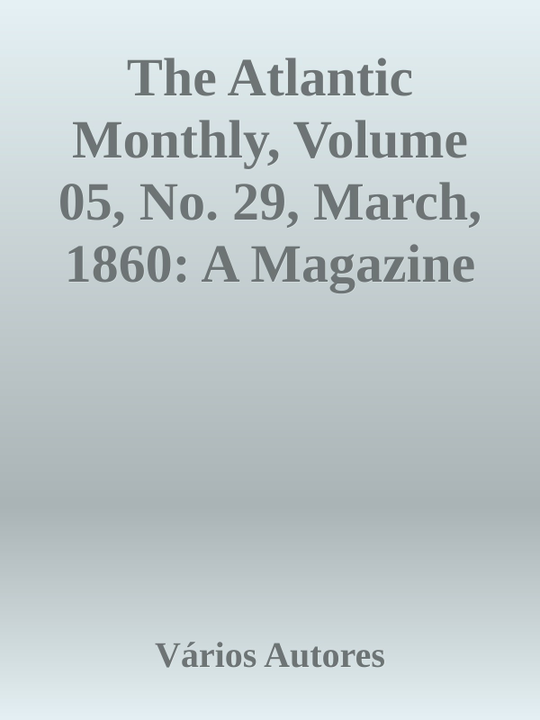 The Atlantic
Monthly, Volume
05, No. 29, March,
1860: A Magazine
Vários Autores